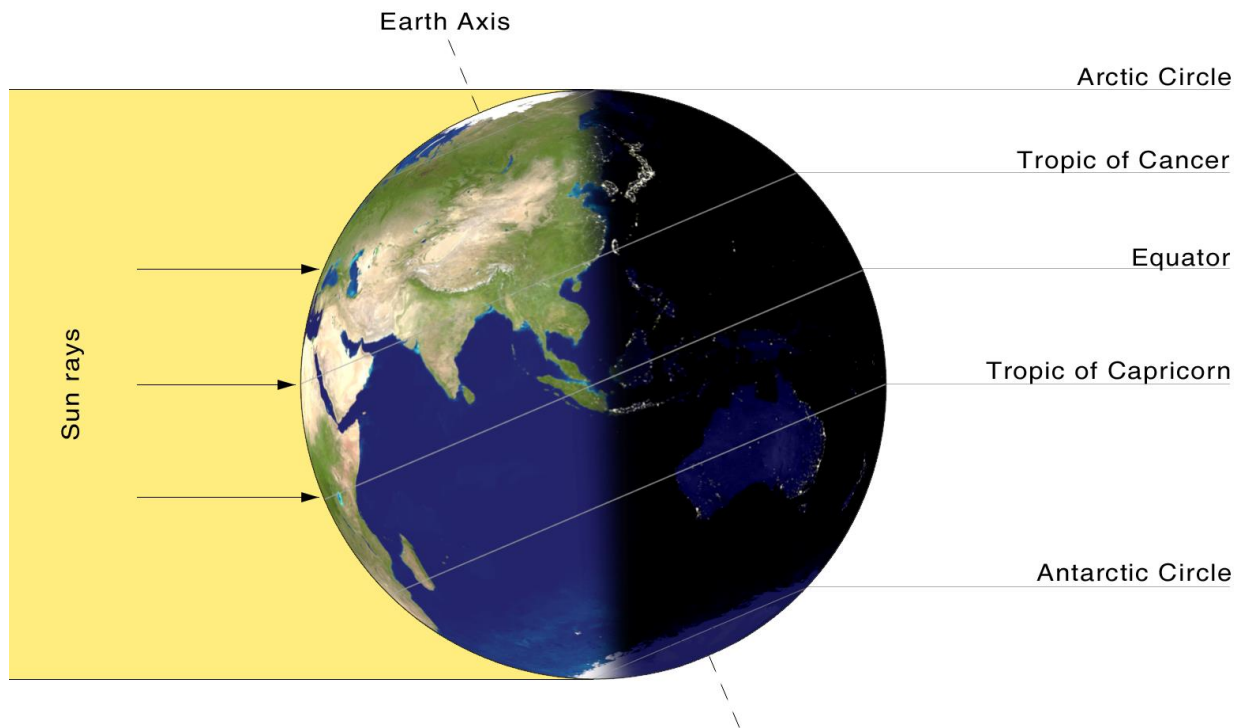 Earth Axis
Arctic Circle
Tropic of Cancer
Equator
Sun rays
Tropic of Capricorn
Antarctic Circle